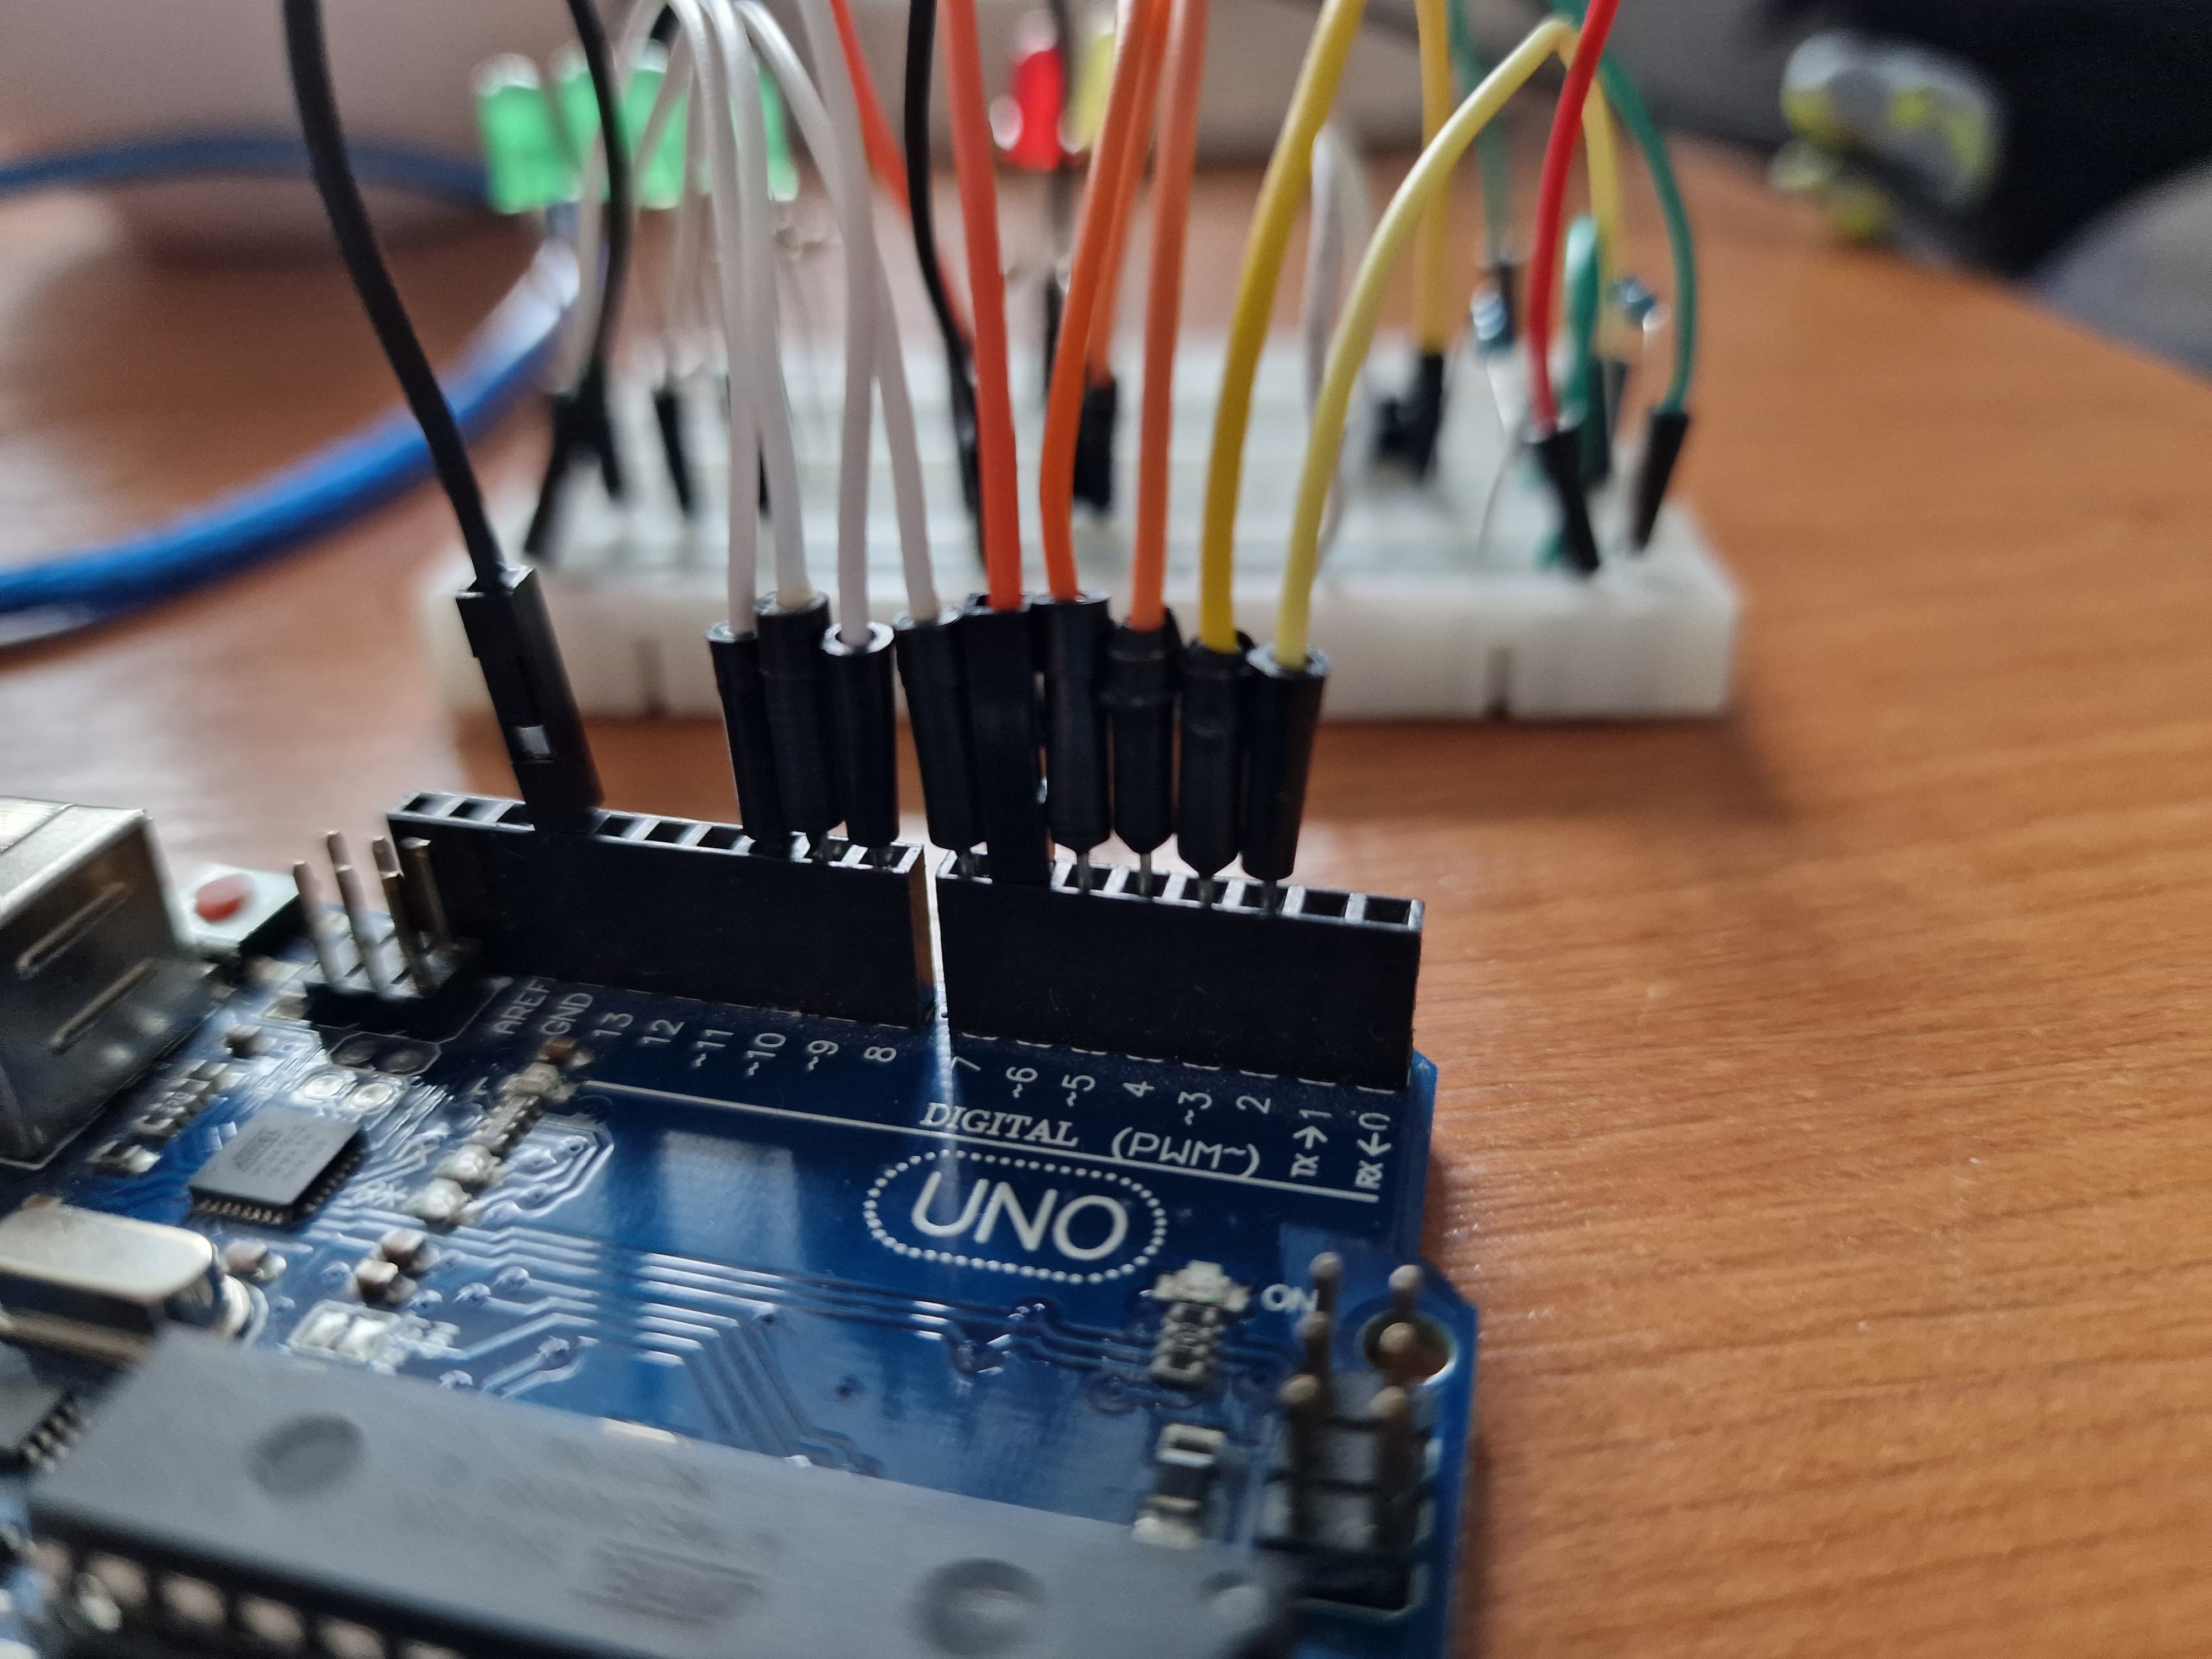 AREF
GND
13
12
~11
~10
~9
8
7
~6
~5
4
~3
2
TX→1
RX←0
DIGITAL (PWM~)
UNO
ON